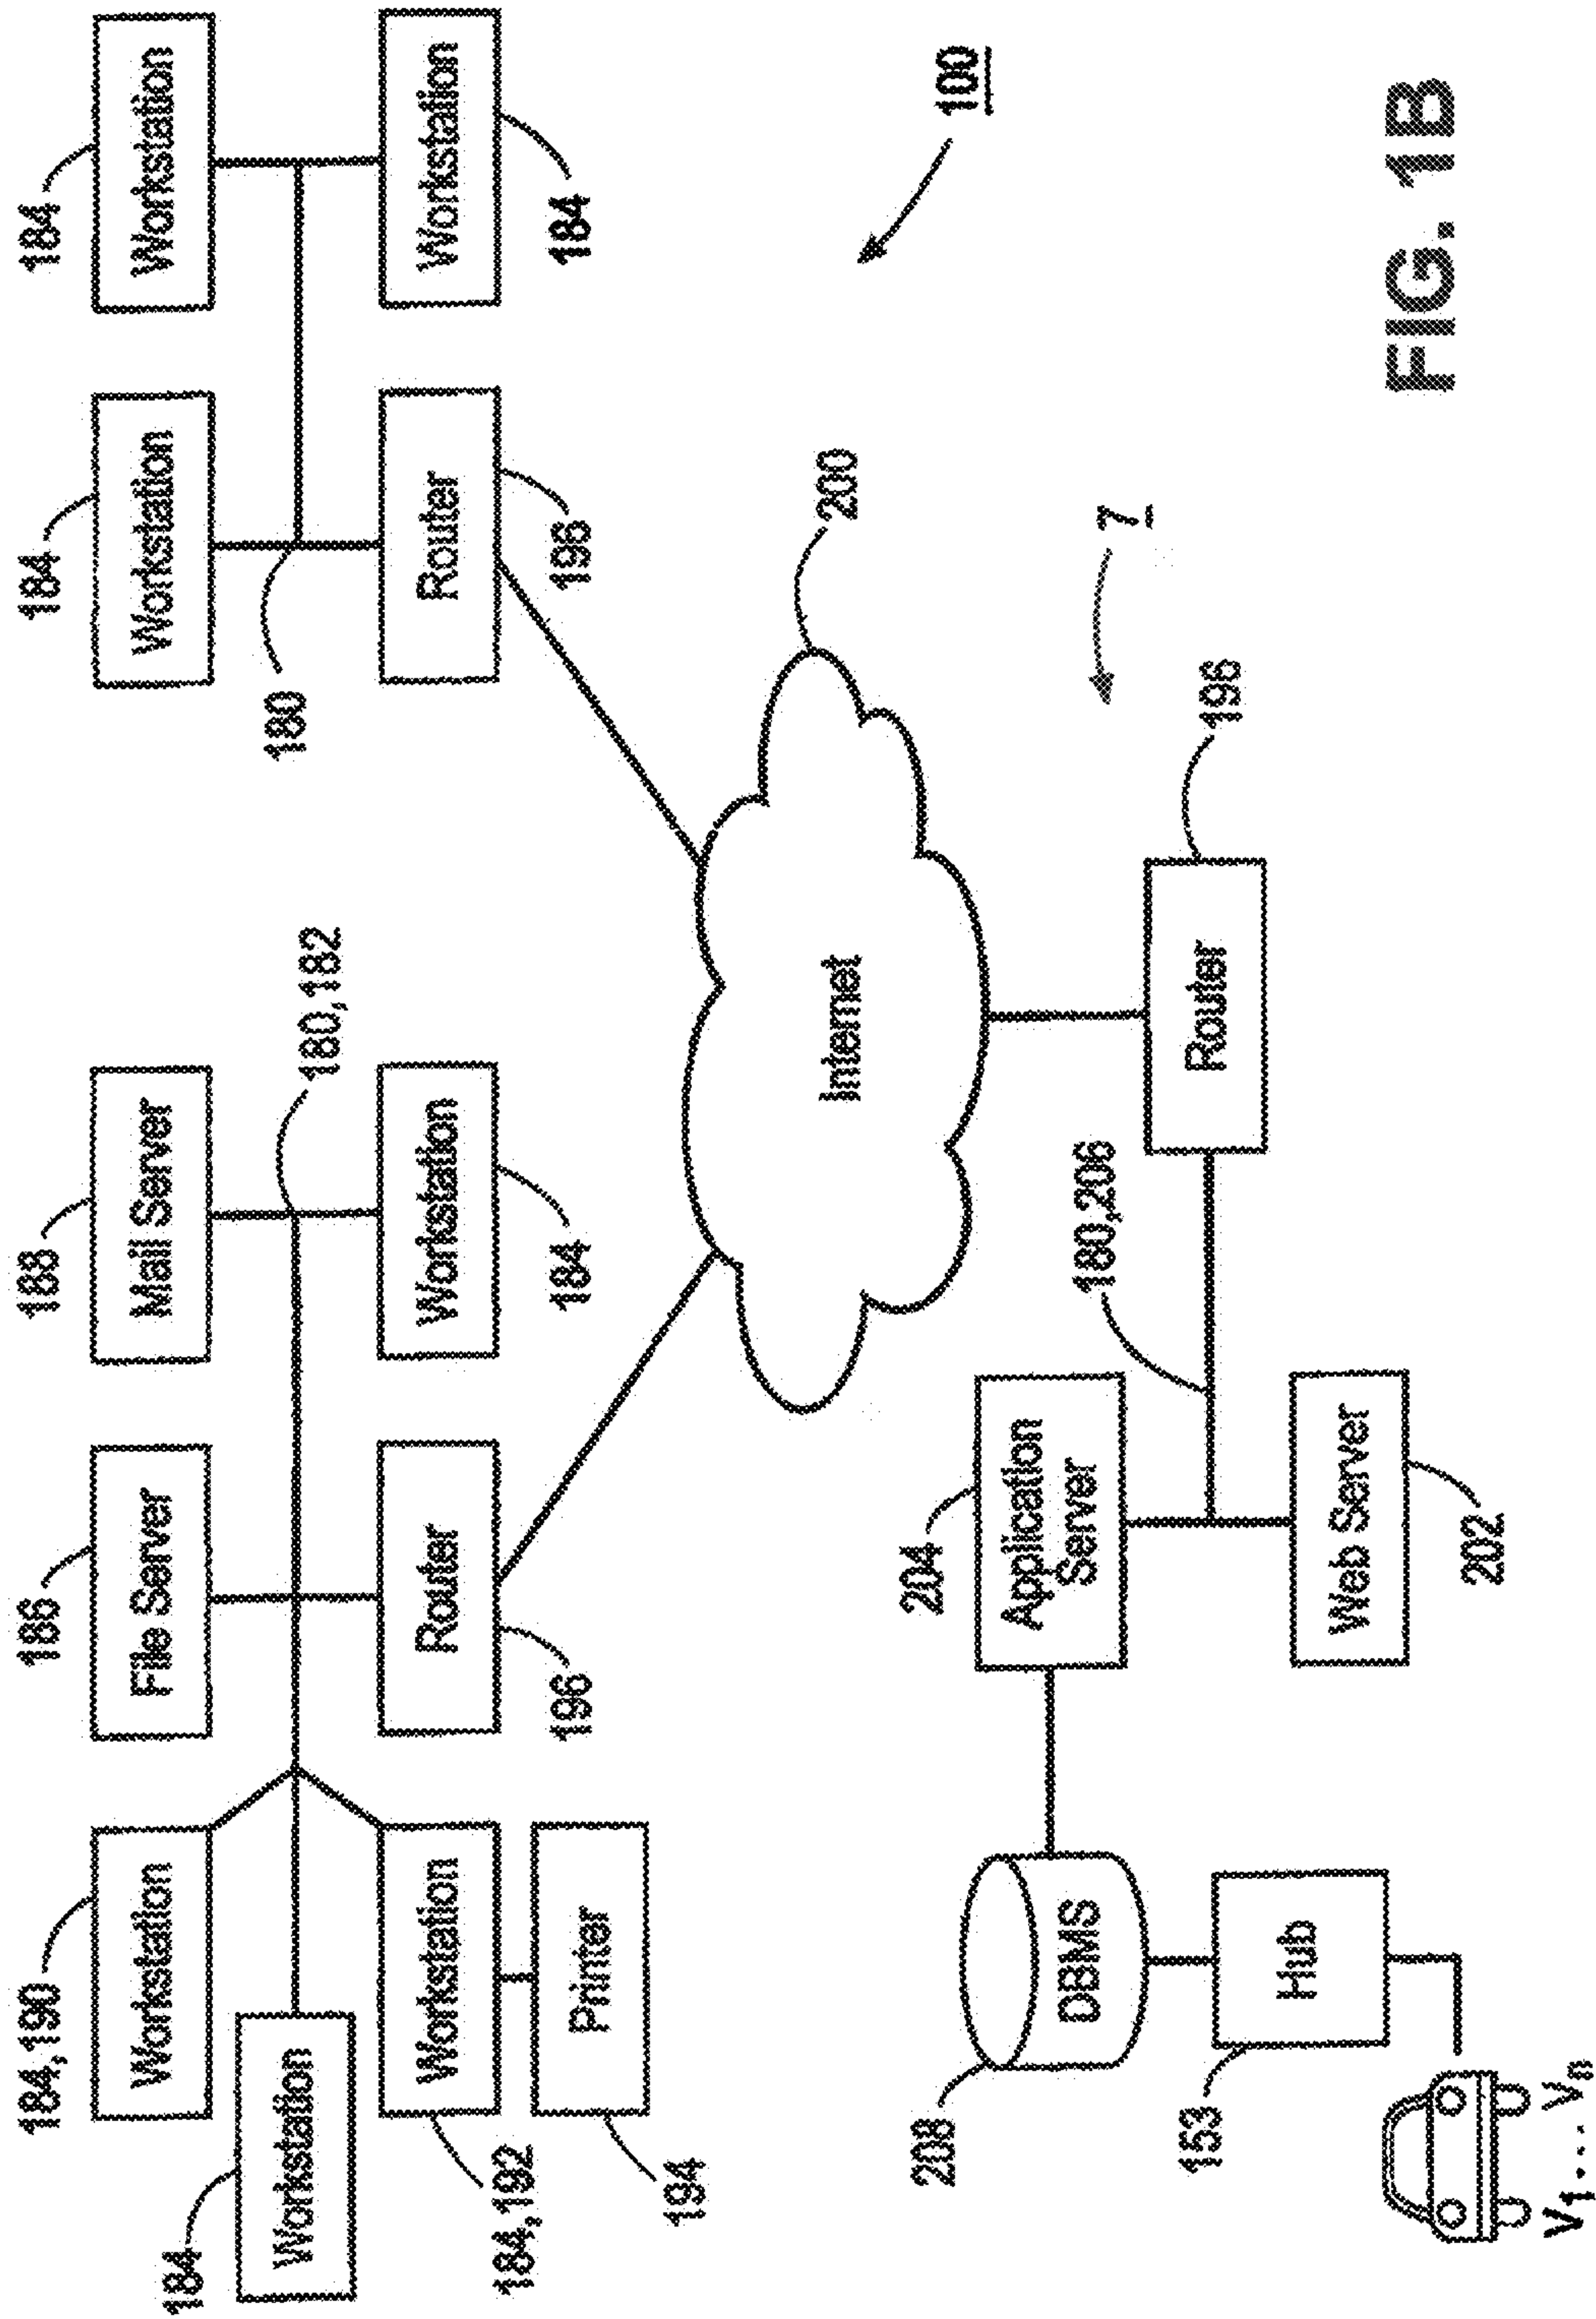 184,190
186
188
184
184
Workstation
File Server
Mail Server
Workstation
Workstation
184
Workstation
180,182
180
Workstation
Router
Workstation
Router
Workstation
184,192
196
184
196
184
Printer
194
200
Internet
100
208
204
DBMS
Application
Server
180,206
7
153
Hub
Router
196
Web Server
202
V1... Vn
FIG. 1B